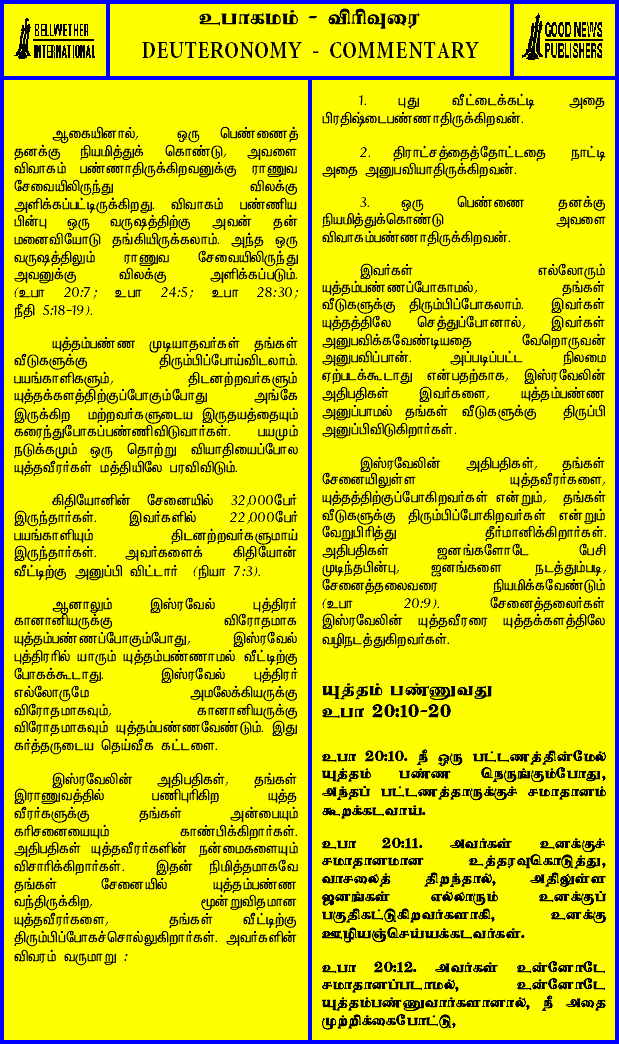 BELLWETHER
INTERNATIONAL
உபாகமம் - விரிவுரை
DEUTERONOMY - COMMENTARY
GOOD NEWS
PUBLISHERS
ஆகையினால், ஒரு பெண்ணைத்
தனக்கு நியமித்துக் கொண்டு, அவளை
விவாகம் பண்ணாதிருக்கிறவனுக்கு ராணுவ
சேவையிலிருந்து விலக்கு
அளிக்கப்பட்டிருக்கிறது. விவாகம் பண்ணிய
பின்பு ஒரு வருஷத்திற்கு அவன் தன்
மனைவியோடு தங்கியிருக்கலாம். அந்த ஒரு
வருஷத்திலும் ராணுவ சேவையிலிருந்து
அவனுக்கு விலக்கு அளிக்கப்படும்.
(உபா 20:7; உபா 24:5; உபா 28:30;
நீதி 5:18-19).
யுத்தம்பண்ண முடியாதவர்கள் தங்கள்
வீடுகளுக்கு திரும்பிப்போய்விடலாம்.
பயங்காளிகளும், திடனற்றவர்களும்
யுத்தக்களத்திற்குப்போகும்போது அங்கே
இருக்கிற மற்றவர்களுடைய இருதயத்தையும்
கரைந்துபோகப்பண்ணிவிடுவார்கள். பயமும்
நடுக்கமும் ஒரு தொற்று வியாதியைப்போல
யுத்தவீரர்கள் மத்தியிலே பரவிவிடும்.
கிதியோனின் சேனையில் 32,000பேர்
இருந்தார்கள். இவர்களில் 22,000பேர்
பயங்காளியும் திடனற்றவர்களுமாய்
இருந்தார்கள். அவர்களைக் கிதியோன்
வீட்டிற்கு அனுப்பி விட்டார் (நியா 7:3).
ஆனாலும் இஸ்ரவேல் புத்திரர்
கானானியருக்கு விரோதமாக
யுத்தம்பண்ணப்போகும்போது, இஸ்ரவேல்
புத்திரரில் யாரும் யுத்தம்பண்ணாமல் வீட்டிற்கு
போகக்கூடாது. இஸ்ரவேல் புத்திரர்
எல்லோருமே அமலேக்கியருக்கு
விரோதமாகவும், கானானியருக்கு
விரோதமாகவும் யுத்தம்பண்ணவேண்டும். இது
கர்த்தருடைய தெய்வீக கட்டளை.
இஸ்ரவேலின் அதிபதிகள், தங்கள்
இராணுவத்தில் பணிபுரிகிற யுத்த
வீரர்களுக்கு தங்கள் அன்பையும்
கரிசனையையும் காண்பிக்கிறார்கள்.
அதிபதிகள் யுத்தவீரர்களின் நன்மைகளையும்
விசாரிக்கிறார்கள். இதன் நிமித்தமாகவே
தங்கள் சேனையில் யுத்தம்பண்ண
வந்திருக்கிற, மூன்றுவிதமான
யுத்தவீரர்களை, தங்கள் வீட்டிற்கு
திரும்பிப்போகச்சொல்லுகிறார்கள். அவர்களின்
விவரம் வருமாறு :
1. புது வீட்டைக்கட்டி அதை
பிரதிஷ்டைபண்ணாதிருக்கிறவன்.
2. திராட்சத்தைத்தோட்டதை நாட்டி
அதை அனுபவியாதிருக்கிறவன்.
3. ஒரு பெண்ணை தனக்கு
நியமித்துக்கொண்டு அவளை
விவாகம்பண்ணாதிருக்கிறவன்.
இவர்கள் எல்லோரும்
யுத்தம்பண்ணப்போகாமல், தங்கள்
வீடுகளுக்கு திரும்பிப்போகலாம். இவர்கள்
யுத்தத்திலே செத்துப்போனால், இவர்கள்
அனுபவிக்கவேண்டியதை வேறொருவன்
அனுபவிப்பான். அப்படிப்பட்ட நிலமை
ஏற்படக்கூடாது என்பதற்காக, இஸ்ரவேலின்
அதிபதிகள் இவர்களை, யுத்தம்பண்ண
அனுப்பாமல் தங்கள் வீடுகளுக்கு திருப்பி
அனுப்பிவிடுகிறார்கள்.
இஸ்ரவேலின் அதிபதிகள், தங்கள்
சேனையிலுள்ள யுத்தவீரர்களை,
யுத்தத்திற்குப்போகிறவர்கள் என்றும், தங்கள்
வீடுகளுக்கு திரும்பிப்போகிறவர்கள் என்றும்
வேறுபிரித்து தீர்மானிக்கிறார்கள்.
அதிபதிகள் ஜனங்களோடே பேசி
முடிந்தபின்பு, ஜனங்களை நடத்தும்படி,
சேனைத்தலைவரை நியமிக்கவேண்டும்
(உபா 20:9). சேனைத்தலைர்கள்
இஸ்ரவேலின் யுத்தவீரரை யுத்தக்களத்திலே
வழிநடத்துகிறவர்கள்.
யுத்தம் பண்ணுவது
உபா 20:10-20
உபா 20:10. நீ ஒரு பட்டணத்தின்மேல்
யுத்தம் பண்ண நெருங்கும்போது,
அந்தப் பட்டணத்தாருக்குச் சமாதானம்
கூறக்கடவாய்.
உபா 20:11. அவர்கள் உனக்குச்
சமாதானமான உத்தரவுகொடுத்து,
வாசலைத் திறந்தால், அதிலுள்ள
ஜனங்கள் எல்லாரும் உனக்குப்
பகுதிகட்டுகிறவர்களாகி, உனக்கு
ஊழியஞ்செய்யக்கடவர்கள்.
உபா 20:12. அவர்கள் உன்னோடே
சமாதானப்படாமல், உன்னோடே
யுத்தம்பண்ணுவார்களானால், நீ அதை
முற்றிக்கைபோட்டு,